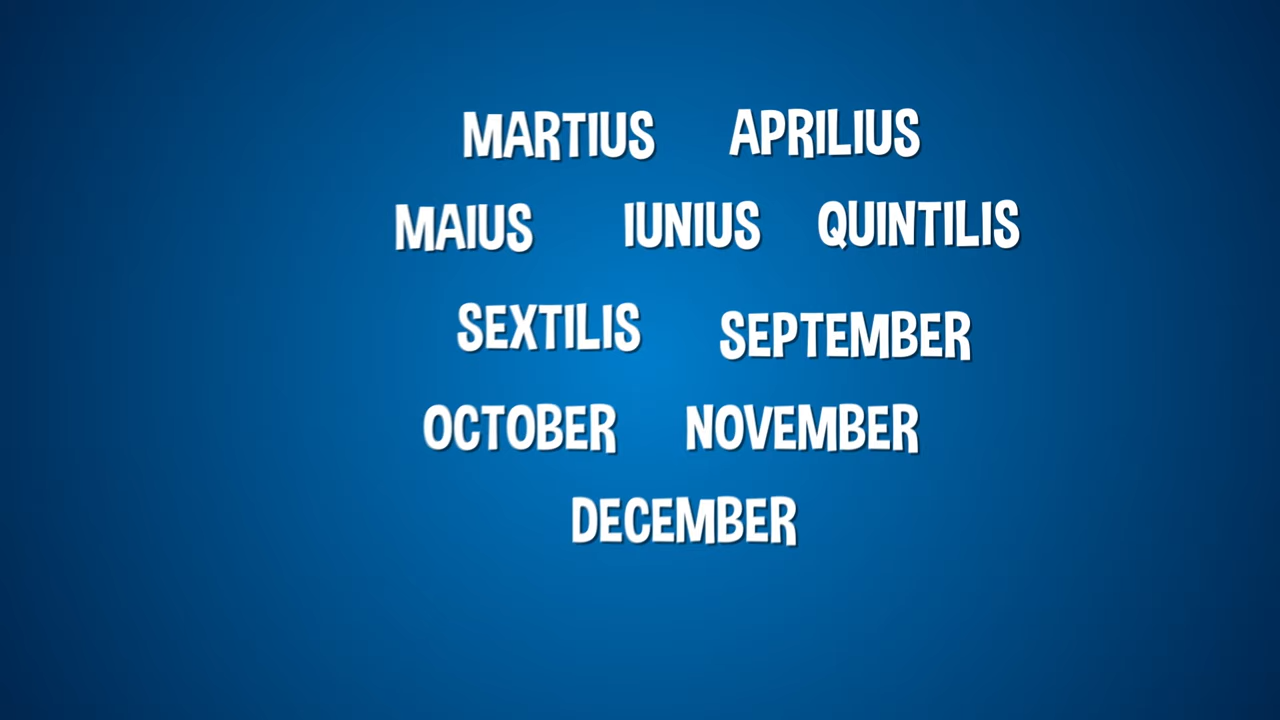 MARTIUS APRILIUS
MAIUS IUNIUS QUINTILIS
SEXTILIS SEPTEMBER
OCTOBER NOVEMBER
DECEMBER